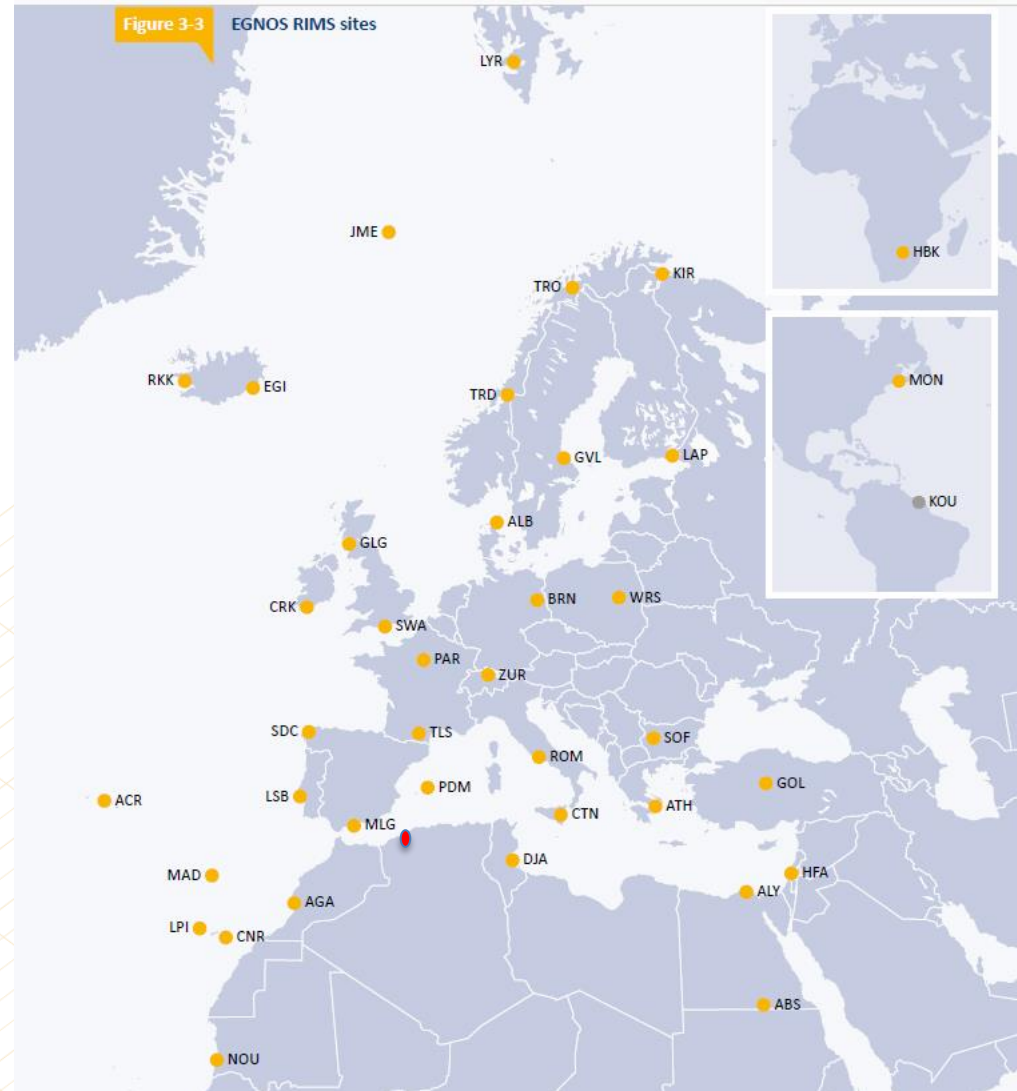 Figure 3-3 EGNOS RIMS sites
LYR
JME
HBK
KIR
TRO
RKK
EGI
MON
TRD
GVL
LAP
KOU
ALB
GLG
CRK
BRN
WRS
SWA
PAR
ZUR
SDC
TLS
SOF
ROM
ACR
LSB
PDM
GOL
MLG
CTN
ATH
DJA
MAD
HFA
AGA
ALY
LPI
CNR
ABS
NOU